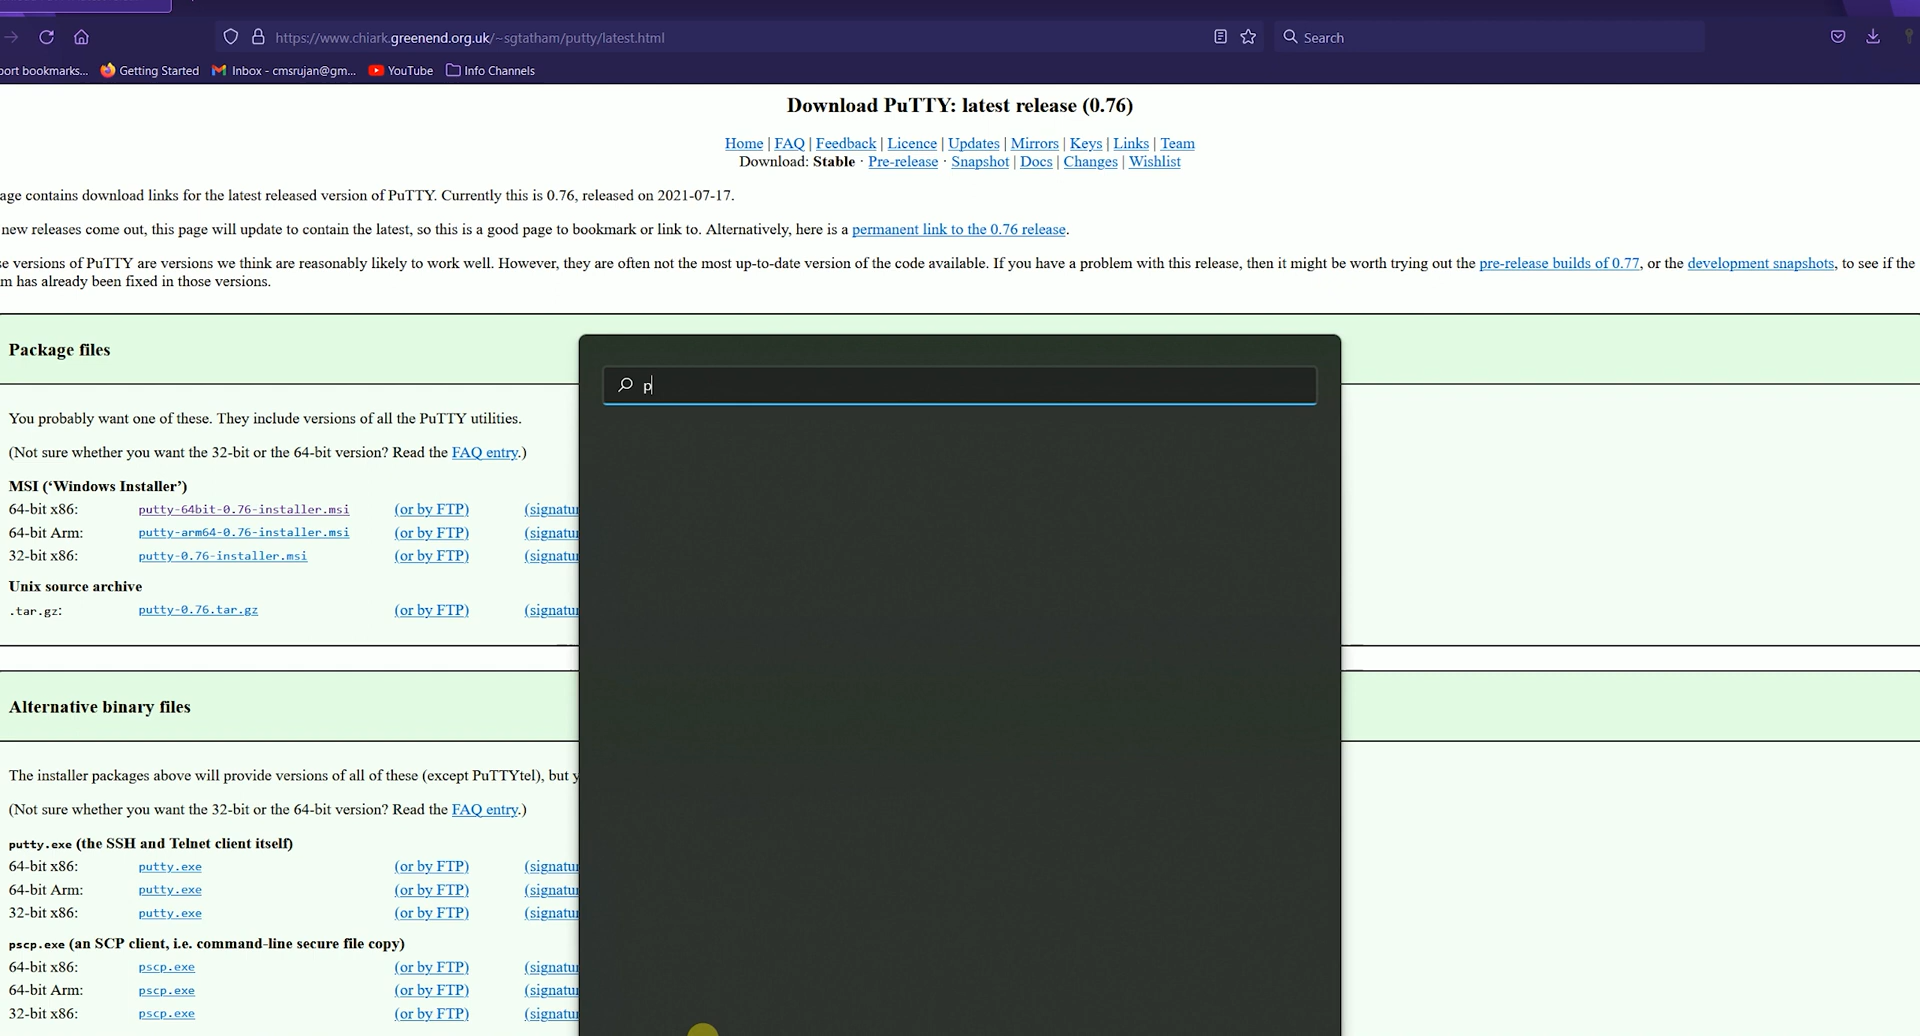 https://www.chiark.greenend.org.uk/~sgtatham/putty/latest.html
Search
port bookmarks...
Getting Started
Inbox - cmsrujan@gm...
YouTube
Info Channels
Download PuTTY: latest release (0.76)
Home | FAQ | Feedback | Licence | Updates | Mirrors | Keys | Links | Team
Download: Stable · Pre-release · Snapshot | Docs | Changes | Wishlist
age contains download links for the latest released version of PuTTY. Currently this is 0.76, released on 2021-07-17.
new releases come out, this page will update to contain the latest, so this is a good page to bookmark or link to. Alternatively, here is a permanent link to the 0.76 release.
se versions of PuTTY are versions we think are reasonably likely to work well. However, they are often not the most up-to-date version of the code available. If you have a problem with this release, then it might be worth trying out the pre-release builds of 0.77, or the development snapshots, to see if the
m has already been fixed in those versions.
Package files
p
You probably want one of these. They include versions of all the PuTTY utilities.
(Not sure whether you want the 32-bit or the 64-bit version? Read the FAQ entry.)
MSI (‘Windows Installer’)
64-bit x86: putty-64bit-0.76-installer.msi (or by FTP) (signatu
64-bit Arm: putty-arm64-0.76-installer.msi (or by FTP) (signatu
32-bit x86: putty-0.76-installer.msi (or by FTP) (signatu
Unix source archive
.tar.gz: putty-0.76.tar.gz (or by FTP) (signatu
Alternative binary files
The installer packages above will provide versions of all of these (except PuTTYtel), but y
(Not sure whether you want the 32-bit or the 64-bit version? Read the FAQ entry.)
putty.exe (the SSH and Telnet client itself)
64-bit x86: putty.exe (or by FTP) (signatu
64-bit Arm: putty.exe (or by FTP) (signatu
32-bit x86: putty.exe (or by FTP) (signatu
pscp.exe (an SCP client, i.e. command-line secure file copy)
64-bit x86: pscp.exe (or by FTP) (signatu
64-bit Arm: pscp.exe (or by FTP) (signatu
32-bit x86: pscp.exe (or by FTP) (signatu